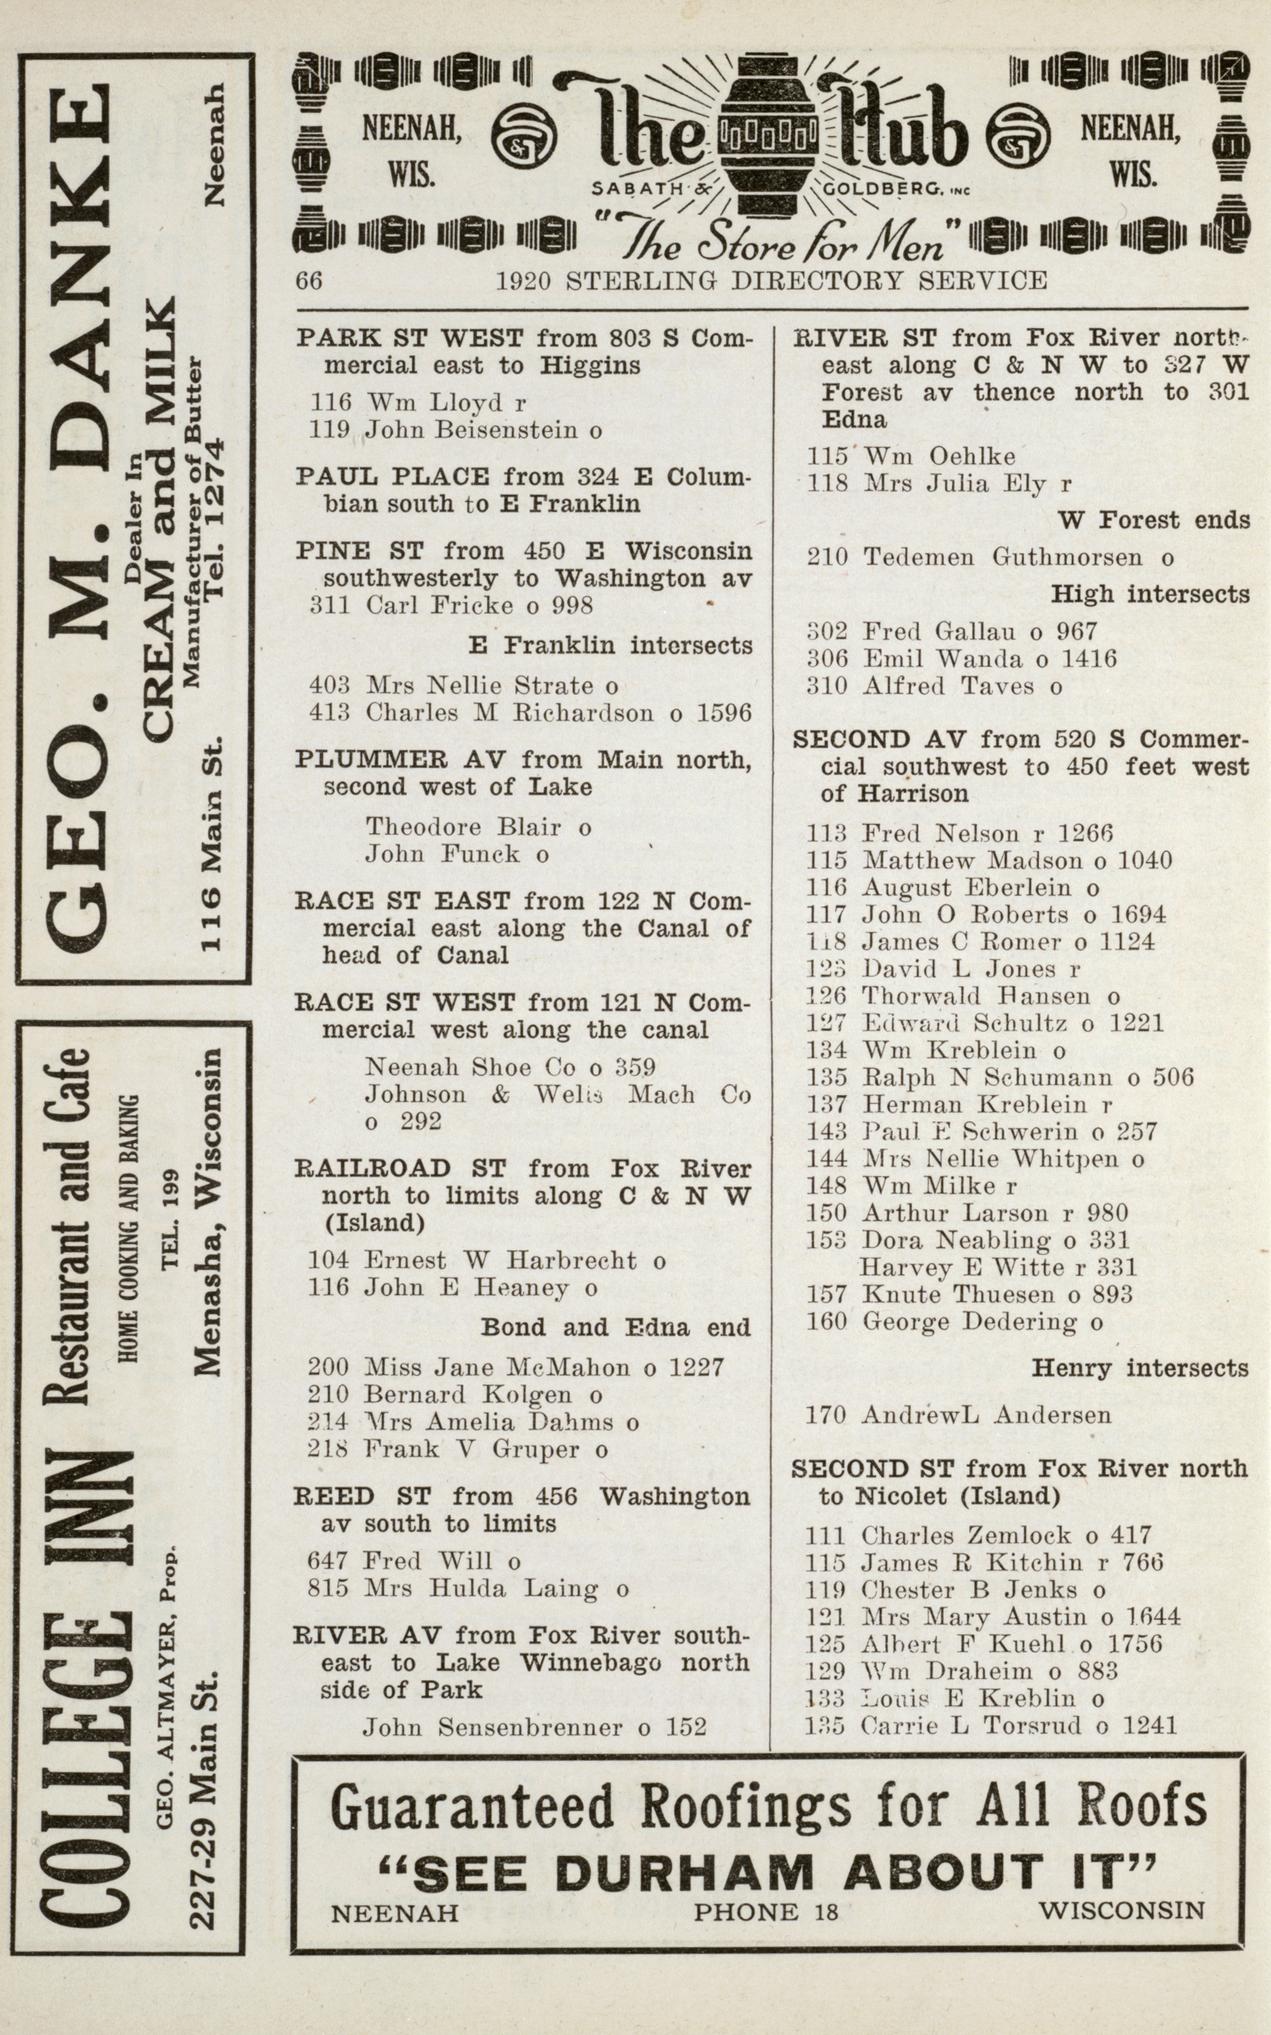 NEENAH,
WIS.
The Hub
SABATH & GOLDBERG, INC
"The Store for Men"
NEENAH,
WIS.
66 1920 STERLING DIRECTORY SERVICE
PARK ST WEST from 803 S Com-
mercial east to Higgins
116 Wm Lloyd r
119 John Beisenstein o
PAUL PLACE from 324 E Colum-
bian south to E Franklin
PINE ST from 450 E Wisconsin
southwesterly to Washington av
311 Carl Fricke o 998
E Franklin intersects
403 Mrs Nellie Strate o
413 Charles M Richardson o 1596
PLUMMER AV from Main north,
second west of Lake
Theodore Blair o
John Funck o
RACE ST EAST from 122 N Com-
mercial east along the Canal of
head of Canal
RACE ST WEST from 121 N Com-
mercial west along the canal
Neenah Shoe Co o 359
Johnson & Wells Mach Co
o 292
RAILROAD ST from Fox River
north to limits along C & N W
(Island)
104 Ernest W Harbrecht o
116 John E Heaney o
Bond and Edna end
200 Miss Jane McMahon o 1227
210 Bernard Kolgen o
214 Mrs Amelia Dahms o
218 Frank V Gruper o
REED ST from 456 Washington
av south to limits
647 Fred Will o
815 Mrs Hulda Laing o
RIVER AV from Fox River south-
east to Lake Winnebago north
side of Park
John Sensenbrenner o 152
RIVER ST from Fox River north-
east along C & N W to 327 W
Forest av thence north to 301
Edna
115 Wm Oehlke
118 Mrs Julia Ely r
W Forest ends
210 Tedemen Guthmorsen o
High intersects
302 Fred Gallau o 967
306 Emil Wanda o 1416
310 Alfred Taves o
SECOND AV from 520 S Commer-
cial southwest to 450 feet west
of Harrison
113 Fred Nelson r 1266
115 Matthew Madson o 1040
116 August Eberlein o
117 John O Roberts o 1694
118 James C Romer o 1124
123 David L Jones r
126 Thorwald Hansen o
127 Edward Schultz o 1221
134 Wm Kreblein o
135 Ralph N Schumann o 506
137 Herman Kreblein r
143 Paul E Schwerin o 257
144 Mrs Nellie Whitpen o
148 Wm Milke r
150 Arthur Larson r 980
153 Dora Neabling o 331
Harvey E Witte r 331
157 Knute Thuesen o 893
160 George Dedering o
Henry intersects
170 AndrewL Andersen
SECOND ST from Fox River north
to Nicolet (Island)
111 Charles Zemlock o 417
115 James R Kitchin r 766
119 Chester B Jenks o
121 Mrs Mary Austin o 1644
125 Albert F Kuehl o 1756
129 Wm Draheim o 883
133 Louis E Kreblin o
135 Carrie L Torsrud o 1241
GEO. M. DANKE
Dealer In
CREAM and MILK
Manufacturer of Butter
Tel. 1274
116 Main St. Neenah
COLLEGE INN Restaurant and Cafe
HOME COOKING AND BAKING
GEO. ALTMAYER, Prop. TEL. 199
227-29 Main St. Menasha, Wisconsin
Guaranteed Roofings for All Roofs
"SEE DURHAM ABOUT IT"
NEENAH PHONE 18 WISCONSIN